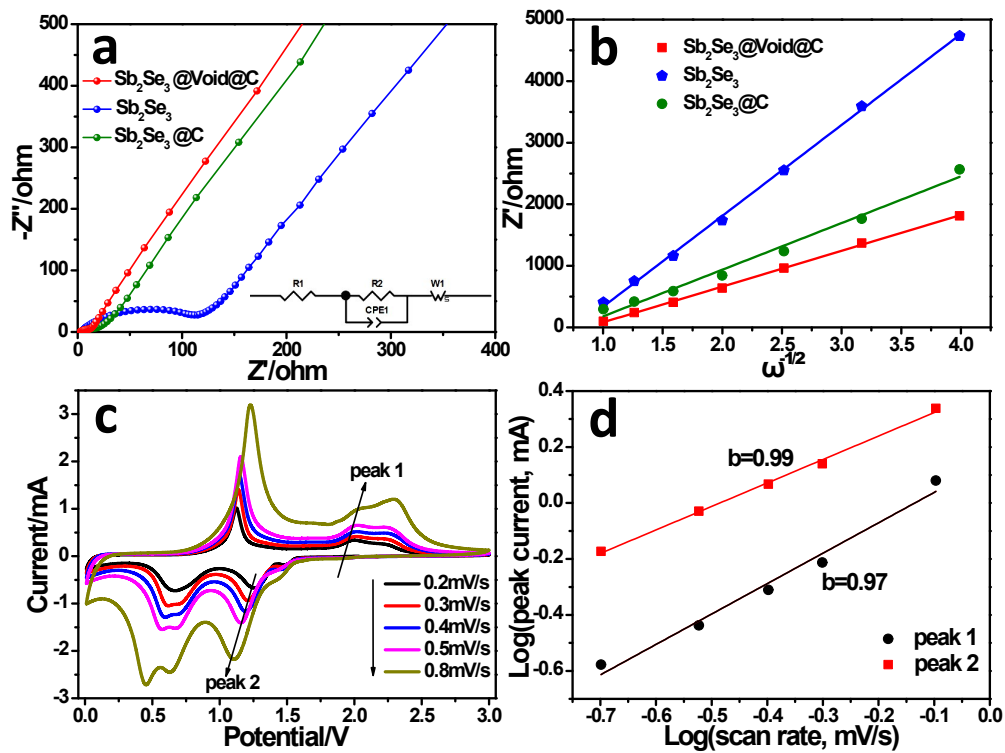 a
Sb2Se3@Void@C
Sb2Se3
Sb2Se3@C
-Z''/ohm
500
400
300
200
100
0
R1
R2
CPE1
W1
s
0
100
200
300
400
Z'/ohm
b
Sb2Se3@Void@C
Sb2Se3
Sb2Se3@C
Z'/ohm
5000
4000
3000
2000
1000
0
1.0
1.5
2.0
2.5
3.0
3.5
4.0
ω-1/2
c
Current/mA
3
2
1
0
-1
-2
-3
peak 1
peak 2
0.2mV/s
0.3mV/s
0.4mV/s
0.5mV/s
0.8mV/s
0.0
0.5
1.0
1.5
2.0
2.5
3.0
Potential/V
d
Log(peak current, mA)
0.4
0.2
0.0
-0.2
-0.4
-0.6
b=0.99
b=0.97
peak 1
peak 2
-0.7
-0.6
-0.5
-0.4
-0.3
-0.2
-0.1
0.0
Log(scan rate, mV/s)